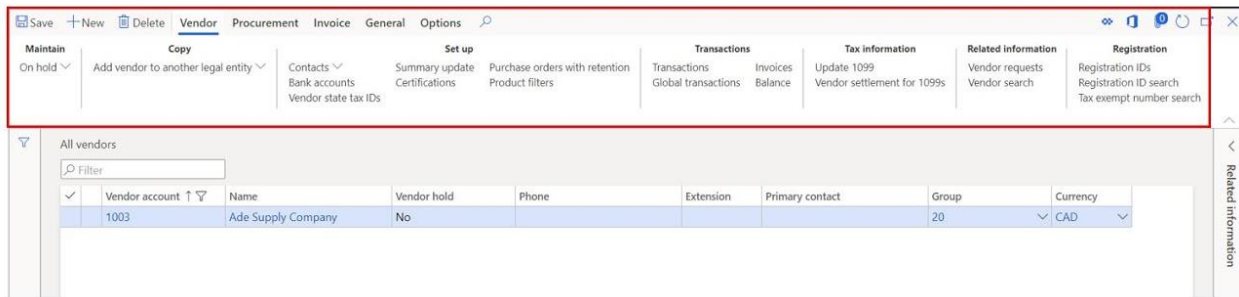 Save New Delete Vendor Procurement Invoice General Options 0
Maintain Copy Set up Transactions Tax information Related information Registration
On hold Add vendor to another legal entity Contacts Summary update Purchase orders with retention Transactions Invoices Update 1099 Vendor requests Registration IDs
Bank accounts Certifications Product filters Global transactions Balance Vendor settlement for 1099s Vendor search Registration ID search
Vendor state tax IDs Tax exempt number search
All vendors
Filter
Vendor account Name Vendor hold Phone Extension Primary contact Group Currency
1003 Ade Supply Company No 20 CAD
Related information